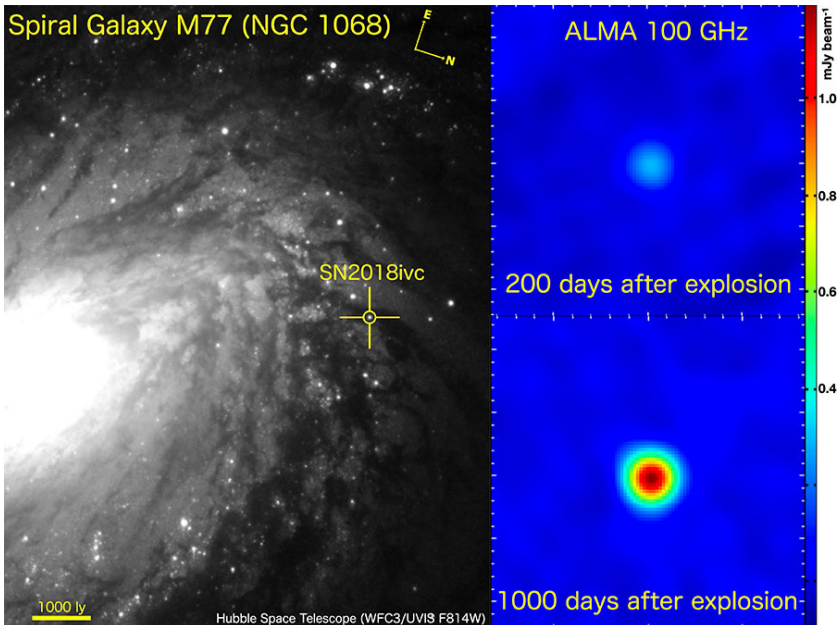 Spiral Galaxy M77 (NGC 1068)
E
N
SN2018ivc
1000 ly
Hubble Space Telescope (WFC3/UVIS F814W)
ALMA 100 GHz
200 days after explosion
1000 days after explosion
mJy beam-1
1.0
0.8
0.6
0.4